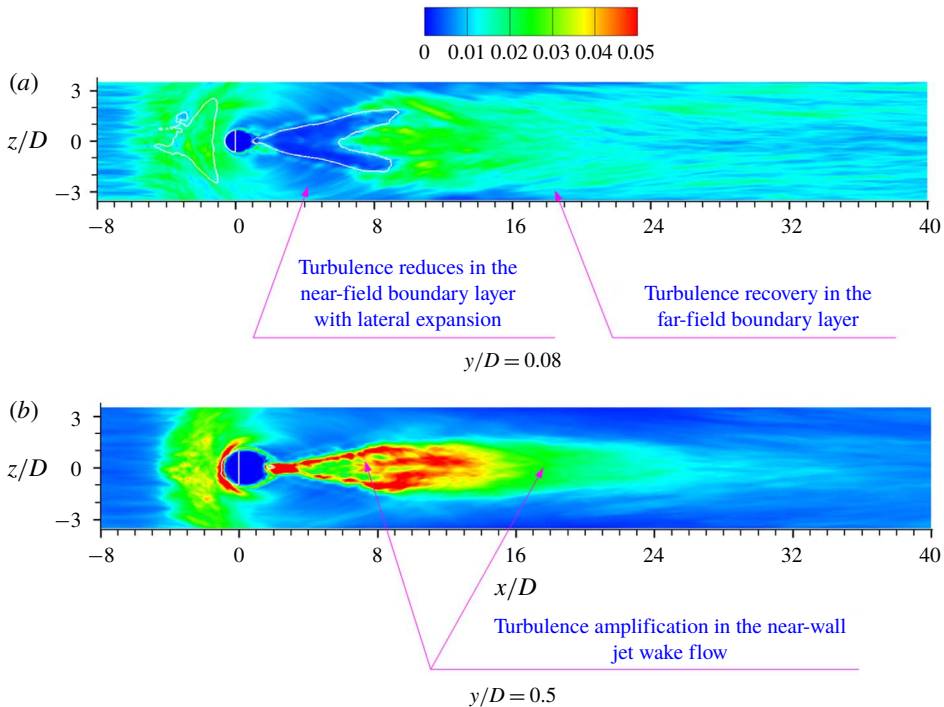 0 0.01 0.02 0.03 0.04 0.05
(a)
z/D
3
0
−3
−8 0 8 16 24 32 40
Turbulence reduces in the
near-field boundary layer
with lateral expansion
Turbulence recovery in the
far-field boundary layer
y/D = 0.08
(b)
z/D
3
0
−3
−8 0 8 16 24 32 40
x/D
Turbulence amplification in the near-wall
jet wake flow
y/D = 0.5